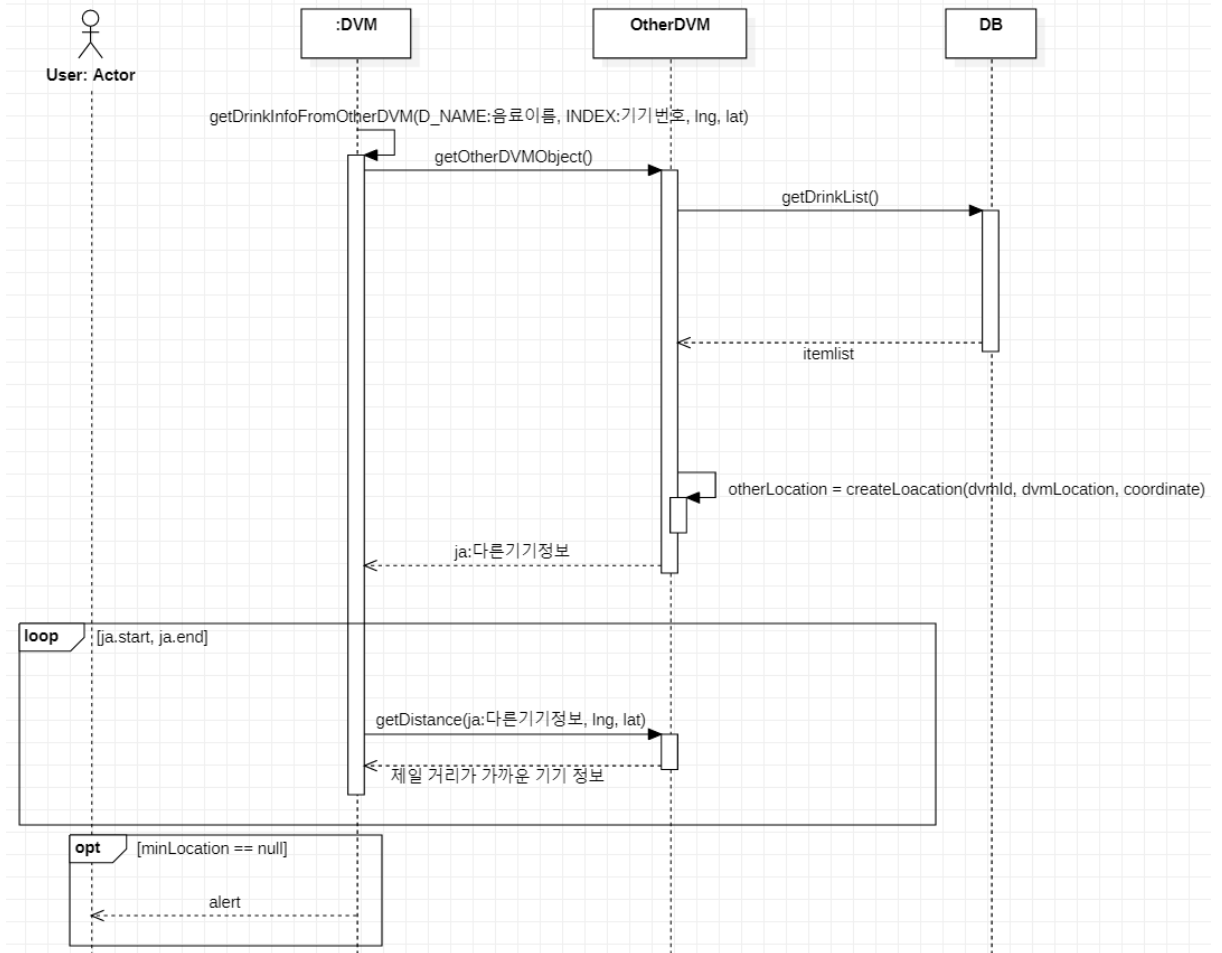 :DVM
OtherDVM
DB
User: Actor
getDrinkInfoFromOtherDVM(D_NAME:음료이름, INDEX:기기번호, lng, lat)
getOtherDVMObject()
getDrinkList()
itemlist
otherLocation = createLoacation(dvmId, dvmLocation, coordinate)
ja:다른기기정보
loop
[ja.start, ja.end]
getDistance(ja:다른기기정보, lng, lat)
제일 거리가 가까운 기기 정보
opt
[minLocation == null]
alert